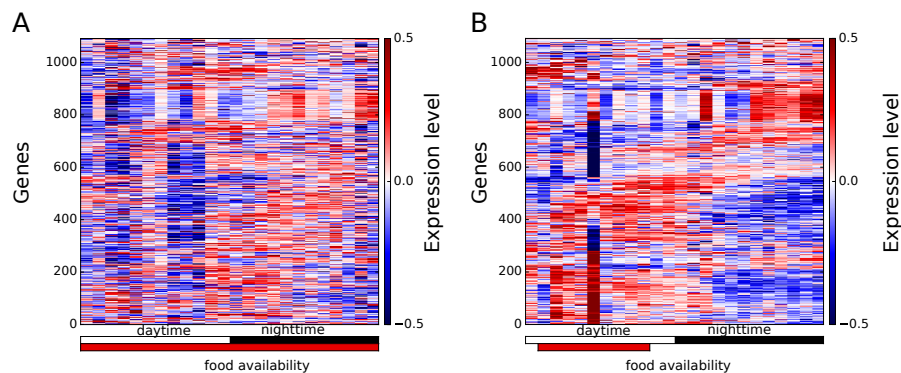 A
B
Genes
1000
800
600
400
200
0
0.5
0.0
−0.5
Expression level
daytime
nighttime
food availability
Genes
1000
800
600
400
200
0
0.5
0.0
−0.5
Expression level
daytime
nighttime
food availability